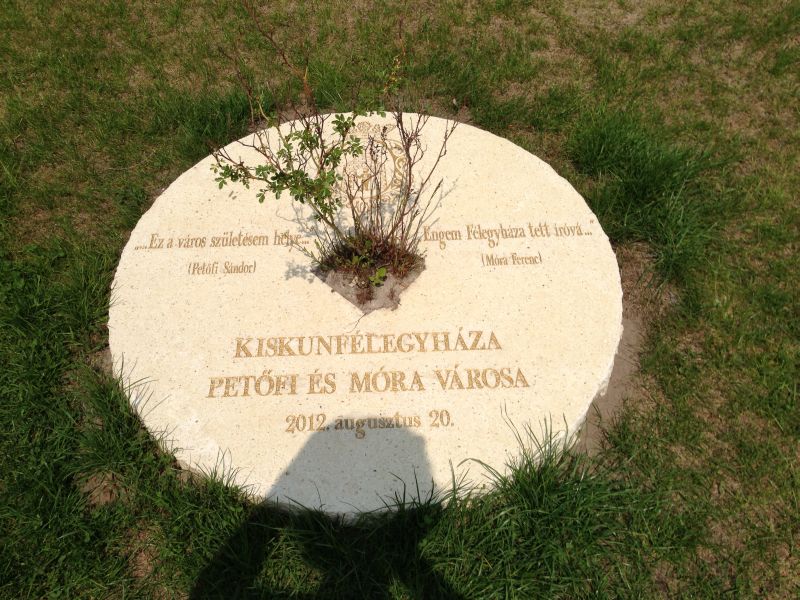 „...Ez a város születésem helye...
(Petőfi Sándor)
Engem Félegyháza tett íróvá..."
(Móra Ferenc)
KISKUNFÉLEGYHÁZA
PETŐFI ÉS MÓRA VÁROSA
2012. augusztus 20.